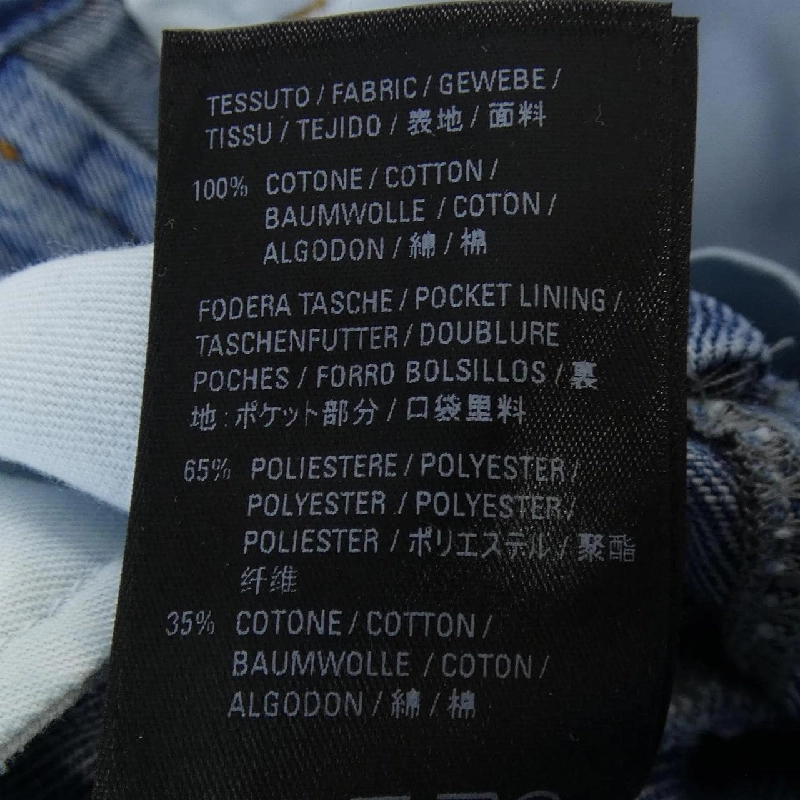 TESSUTO / FABRIC / GEWEBE /
TISSU / TEJIDO / 表地 / 面料
100% COTONE / COTTON /
BAUMWOLLE / COTON /
ALGODON / 綿 / 棉
FODERA TASCHE / POCKET LINING /
TASCHENFUTTER / DOUBLURE
POCHES / FORRO BOLSILLOS / 裏
地:ポケット部分 / 口袋里料
65% POLIESTERE / POLYESTER /
POLYESTER / POLYESTER /
POLIESTER / ポリエステル / 聚酯
纤维
35% COTONE / COTTON /
BAUMWOLLE / COTON /
ALGODON / 綿 / 棉